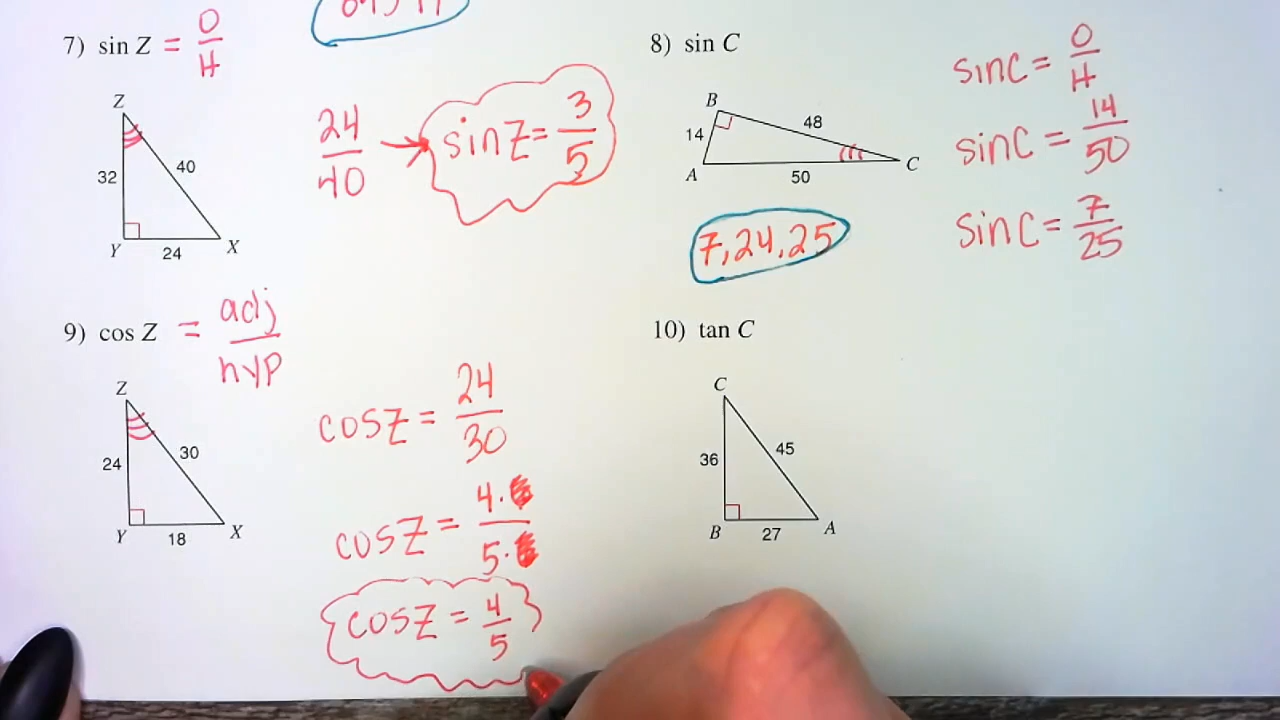 7) sin Z = O/H
Z
32
40
Y
24
X
24/40 → sin Z = 3/5
8) sin C
B
14
48
A
50
C
7, 24, 25
sin C = O/H
sin C = 14/50
sin C = 7/25
9) cos Z = adj/hyp
Z
24
30
Y
18
X
cos Z = 24/30
cos Z = 4·/5·
cos Z = 4/5
10) tan C
C
36
45
B
27
A